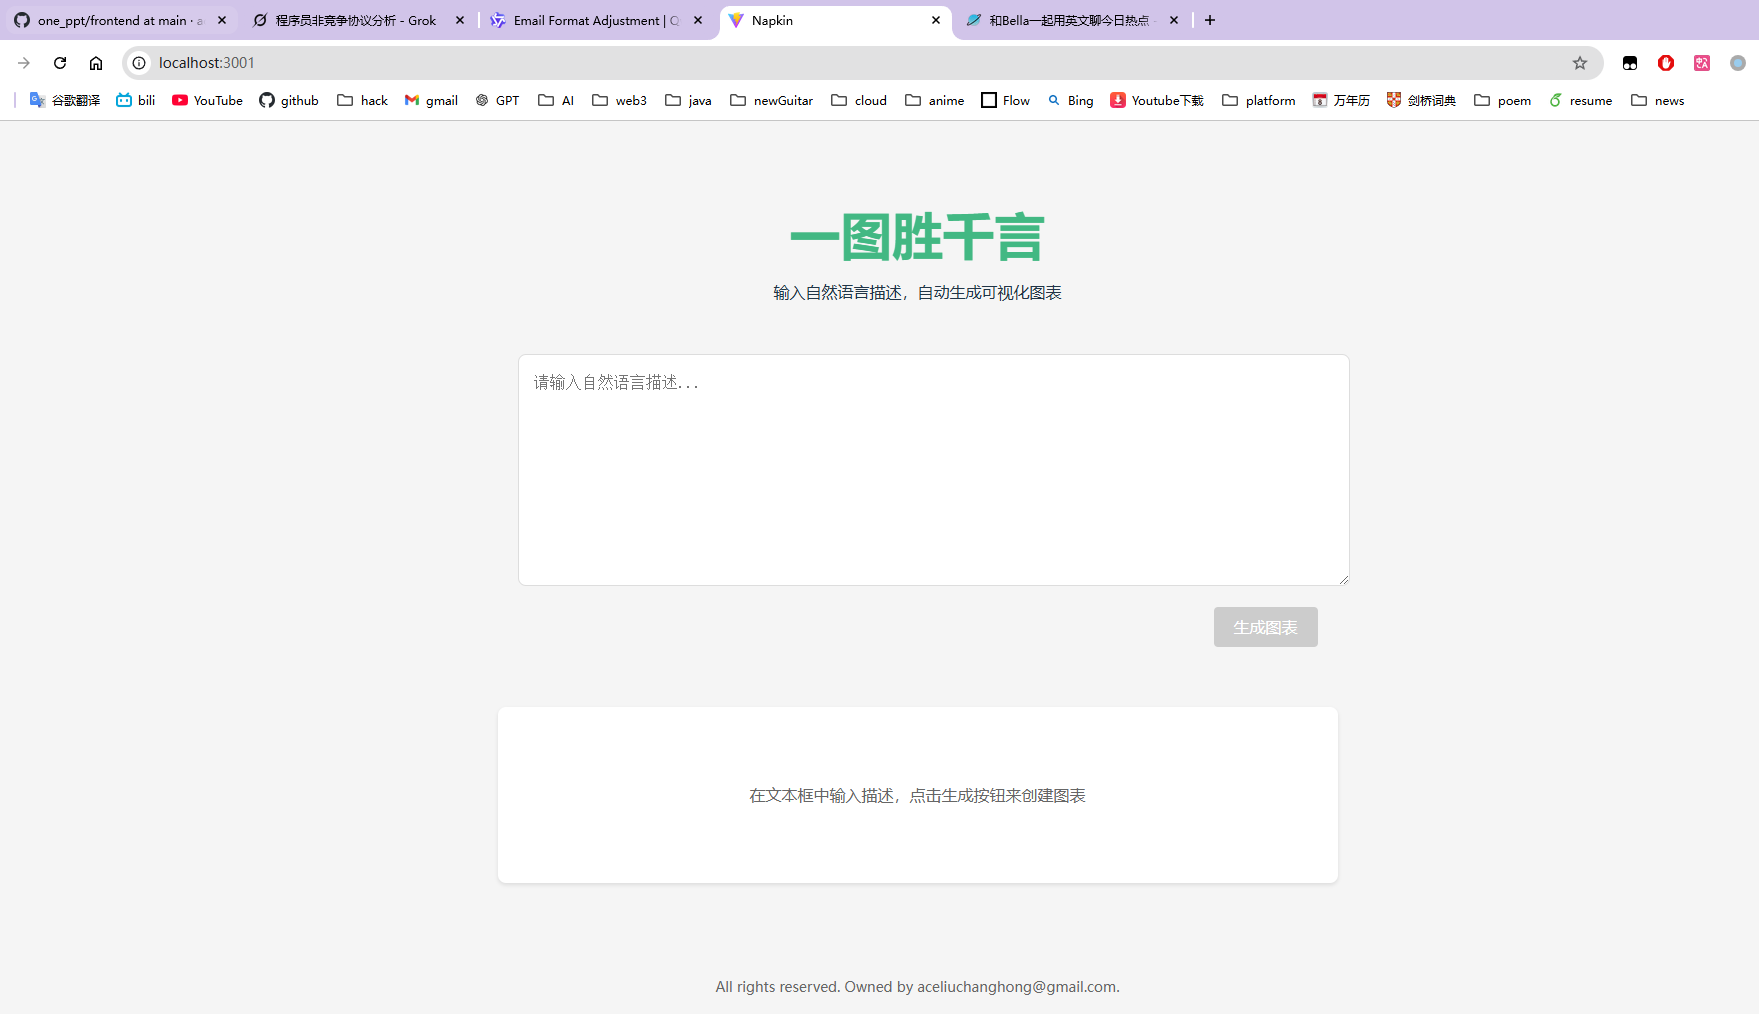 one_ppt/frontend at main · a
程序员非竞争协议分析 - Grok
Email Format Adjustment | Q
Napkin
和Bella一起用英文聊今日热点 -
localhost:3001
谷歌翻译 bili YouTube github hack gmail GPT AI web3 java newGuitar cloud anime Flow Bing Youtube下载 platform 万年历 剑桥词典 poem resume news
一图胜千言
输入自然语言描述，自动生成可视化图表
请输入自然语言描述...
生成图表
在文本框中输入描述，点击生成按钮来创建图表
All rights reserved. Owned by aceliuchanghong@gmail.com.